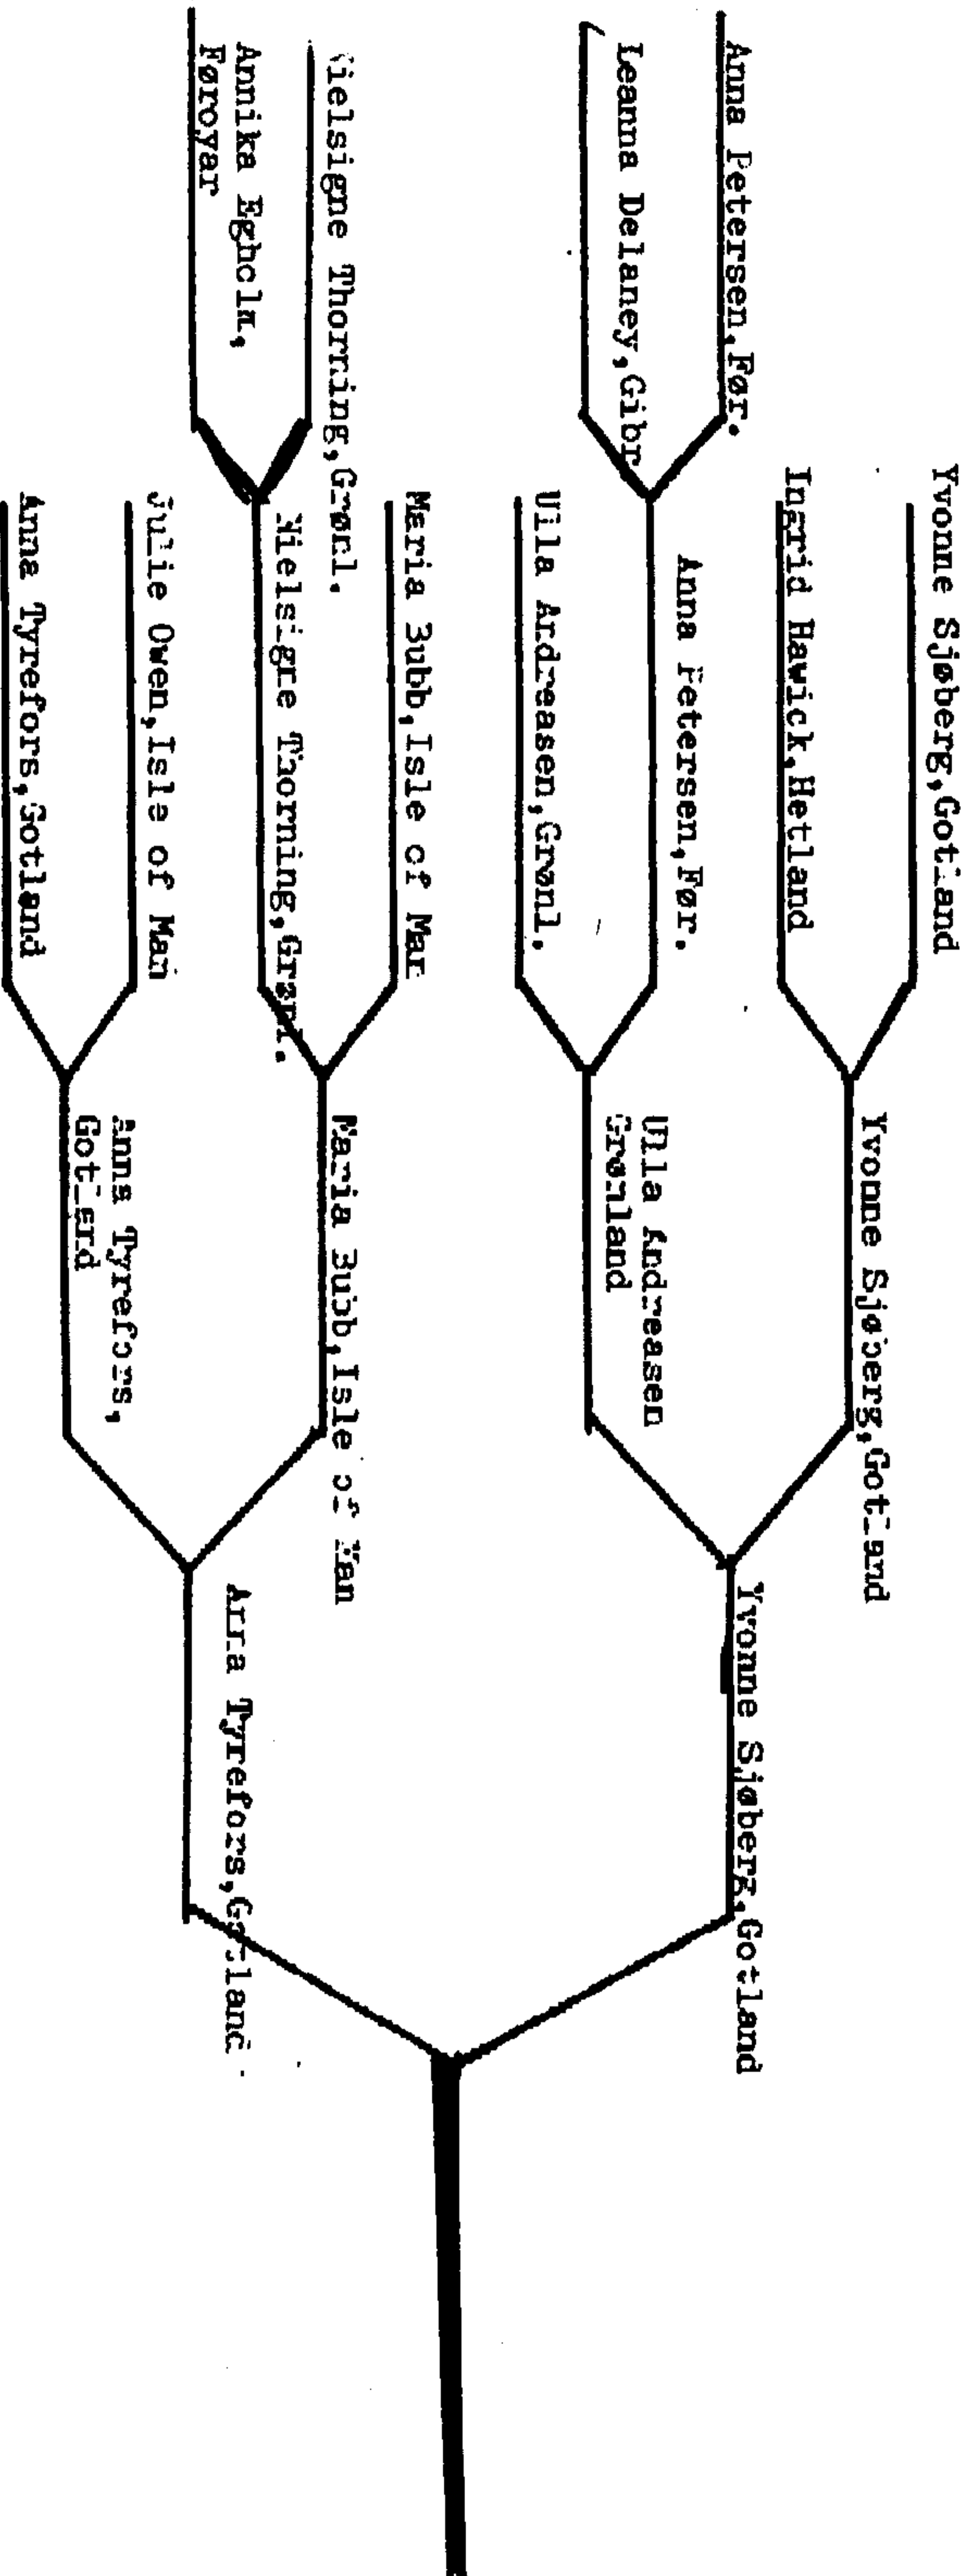 Anna Petersen,Før.
Leanna Delaney,Gibr
Nielsigne Thorning,Grønl.
Annika Egholm,
Føroyar
Yvonne Sjøberg,Gotland
Ingrid Hawick,Hetland
Anna Petersen,Før.
Ulla Andreasen,Grønl.
Maria Bubb,Isle of Man
Nielsigne Thorning,Grønl.
Julie Owen,Isle of Man
Anna Tyrefors,Gotland
Yvonne Sjøberg,Gotland
Ulla Andreasen
Grønland
Maria Bubb,Isle of Man
Anna Tyrefors,
Gotland
Yvonne Sjøberg,Gotland
Anna Tyrefors,Gotland